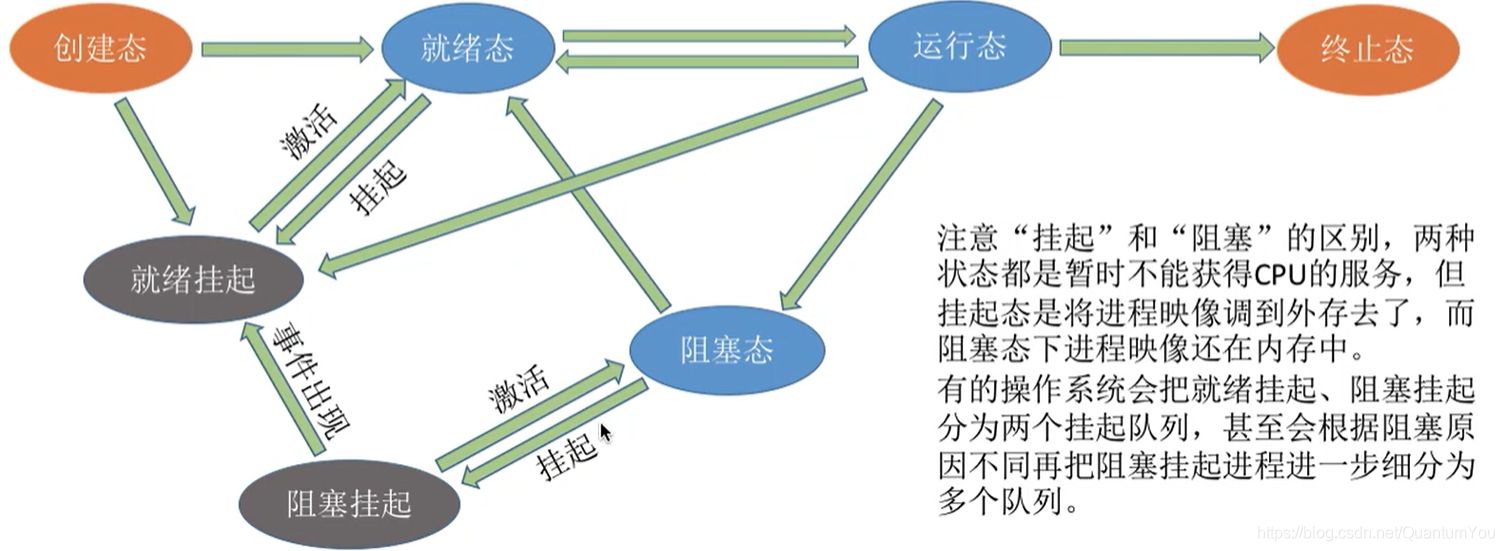 创建态
就绪态
运行态
终止态
激活
挂起
就绪挂起
事件出现
阻塞态
激活
挂起
阻塞挂起
注意“挂起”和“阻塞”的区别，两种
状态都是暂时不能获得CPU的服务，但
挂起态是将进程映像调到外存去了，而
阻塞态下进程映像还在内存中。
有的操作系统会把就绪挂起、阻塞挂起
分为两个挂起队列，甚至会根据阻塞原
因不同再把阻塞挂起进程进一步细分为
多个队列。
https://blog.csdn.net/QuantumYou